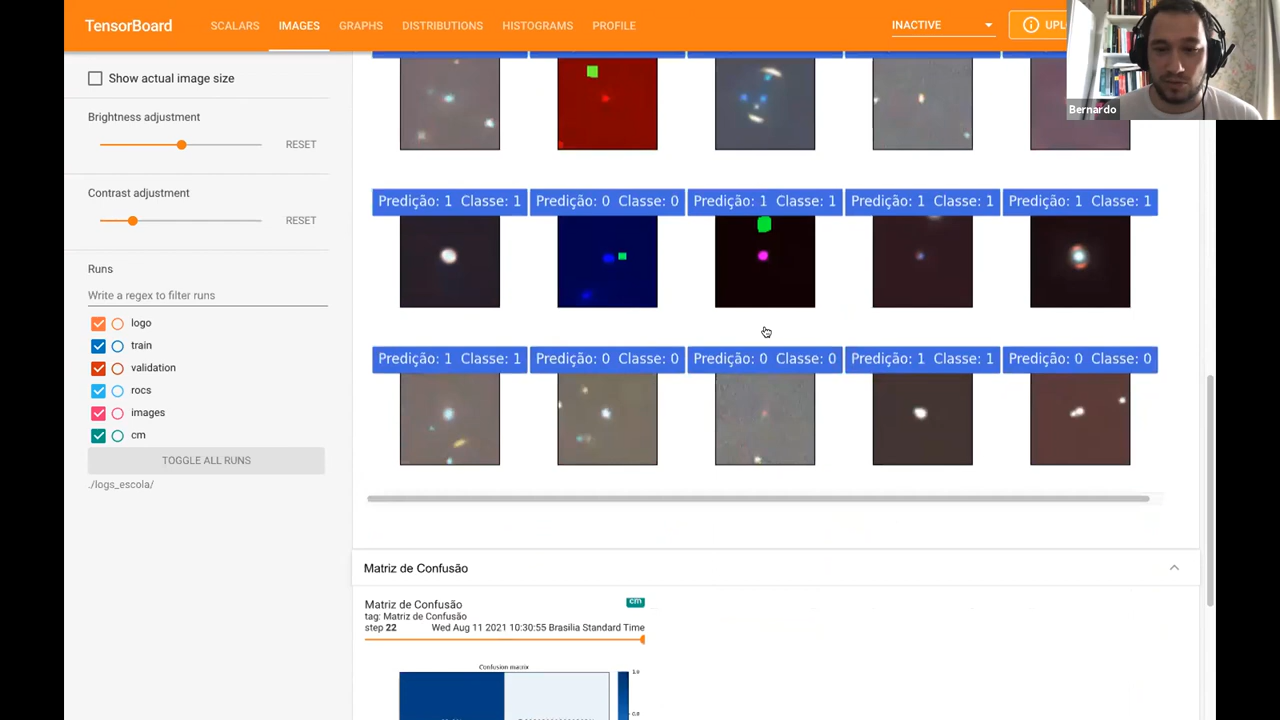 TensorBoard SCALARS IMAGES GRAPHS DISTRIBUTIONS HISTOGRAMS PROFILE INACTIVE
Bernardo
Show actual image size
Brightness adjustment
RESET
Contrast adjustment
RESET
Runs
Write a regex to filter runs
logo
train
validation
rocs
images
cm
TOGGLE ALL RUNS
./logs_escola/
Predição: 1 Classe: 1 Predição: 0 Classe: 0 Predição: 1 Classe: 1 Predição: 1 Classe: 1 Predição: 1 Classe: 1
Predição: 1 Classe: 1 Predição: 0 Classe: 0 Predição: 0 Classe: 0 Predição: 1 Classe: 1 Predição: 0 Classe: 0
Matriz de Confusão
Matriz de Confusão cm
tag: Matriz de Confusão
step 22 Wed Aug 11 2021 10:30:55 Brasilia Standard Time
Confusion matrix
1.0